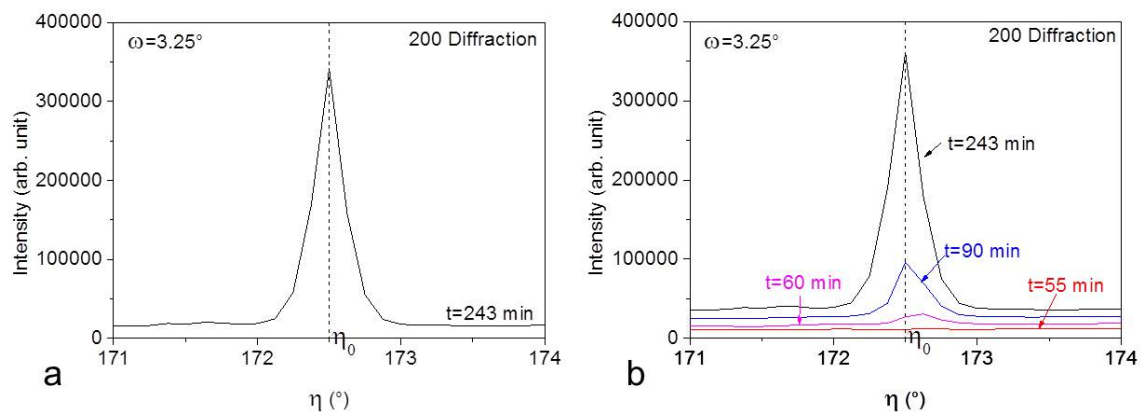 400000
300000
200000
100000
0
Intensity (arb. unit)
ω=3.25°
200 Diffraction
t=243 min
η₀
171
172
173
174
η (°)
a
400000
300000
200000
100000
0
Intensity (arb. unit)
ω=3.25°
200 Diffraction
t=243 min
t=90 min
t=60 min
t=55 min
η₀
171
172
173
174
η (°)
b